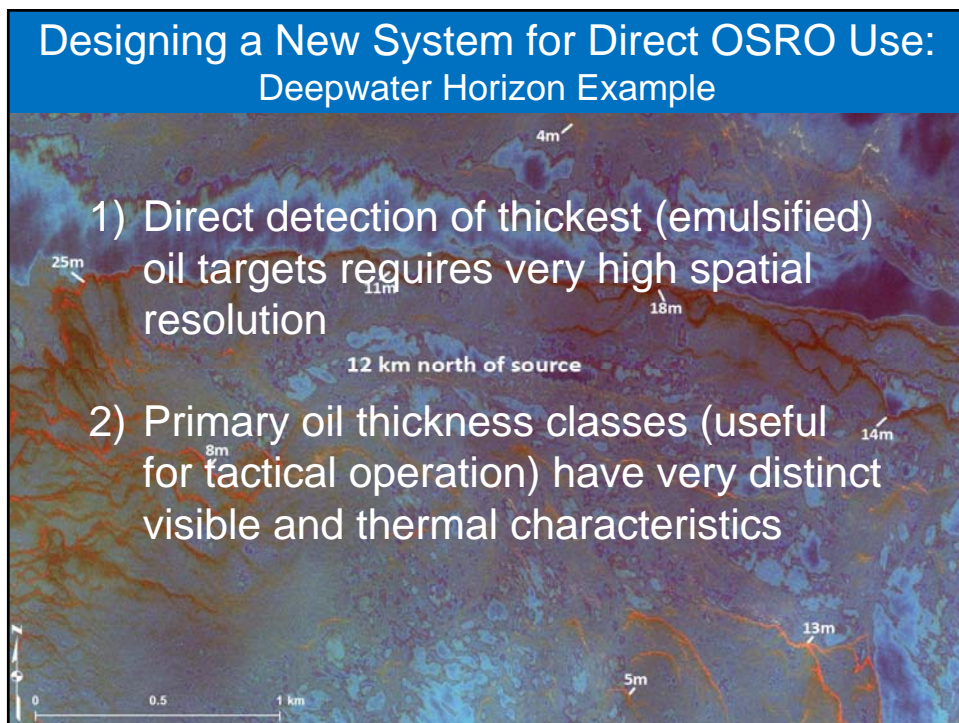 Designing a New System for Direct OSRO Use:
Deepwater Horizon Example
4m
1) Direct detection of thickest (emulsified)
25m
oil targets requires very high spatial
11m
18m
resolution
12 km north of source
2) Primary oil thickness classes (useful
14m
8m
for tactical operation) have very distinct
visible and thermal characteristics
13m
5m
N
0 0.5 1 km